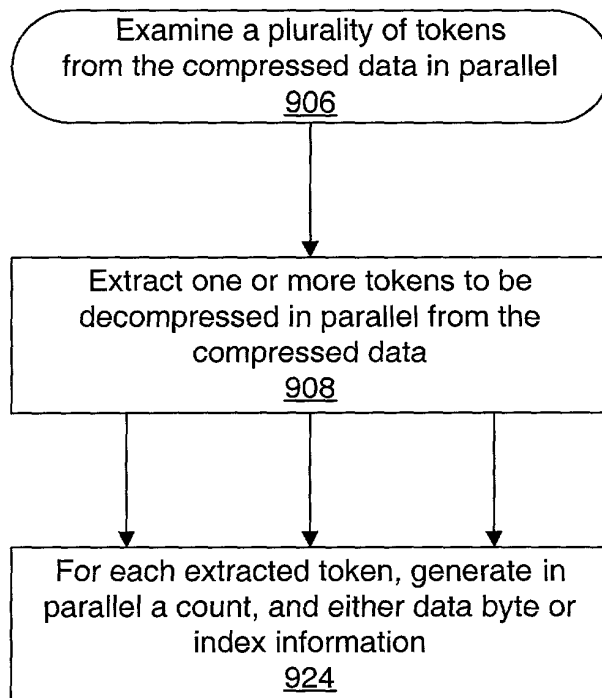 Examine a plurality of tokens
from the compressed data in parallel
906
Extract one or more tokens to be
decompressed in parallel from the
compressed data
908
For each extracted token, generate in
parallel a count, and either data byte or
index information
924